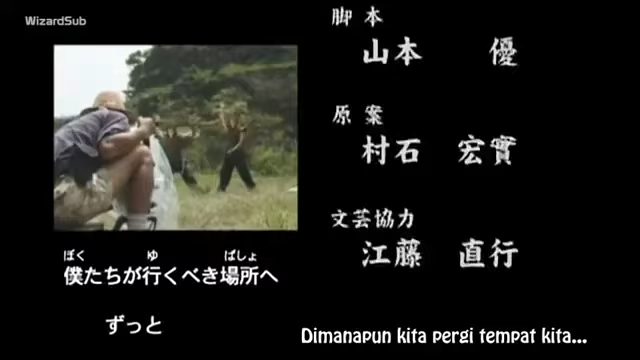 WizardSub
脚本
山本 優
原案
村石 宏實
文芸協力
江藤 直行
ぼく ゆ ばしょ
僕たちが行くべき場所へ
ずっと
Dimanapun kita pergi tempat kita...